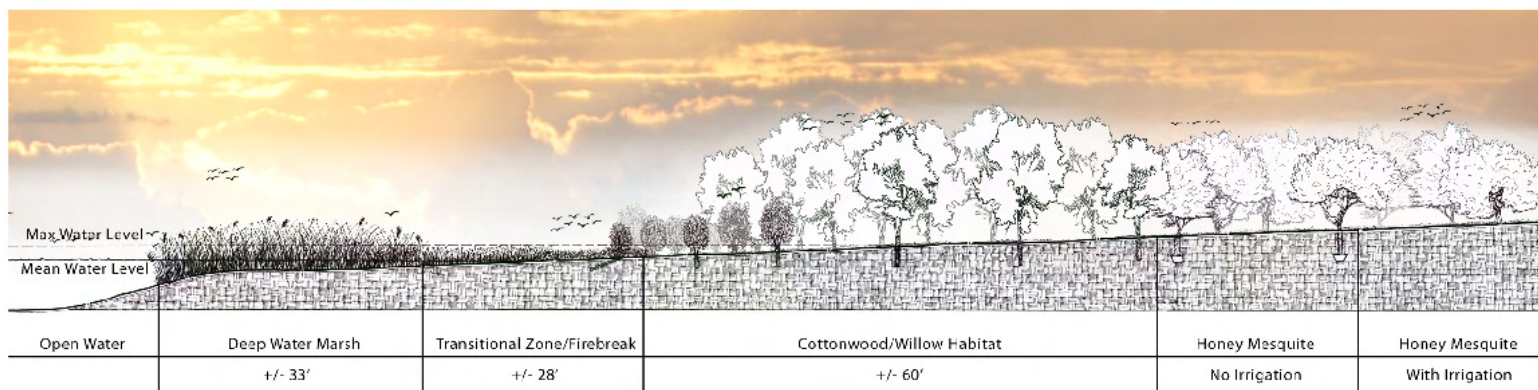 Max Water Level
Mean Water Level
Open Water
Deep Water Marsh
Transitional Zone/Firebreak
Cottonwood/Willow Habitat
Honey Mesquite
Honey Mesquite
+/- 33'
+/- 28'
+/- 60'
No Irrigation
With Irrigation